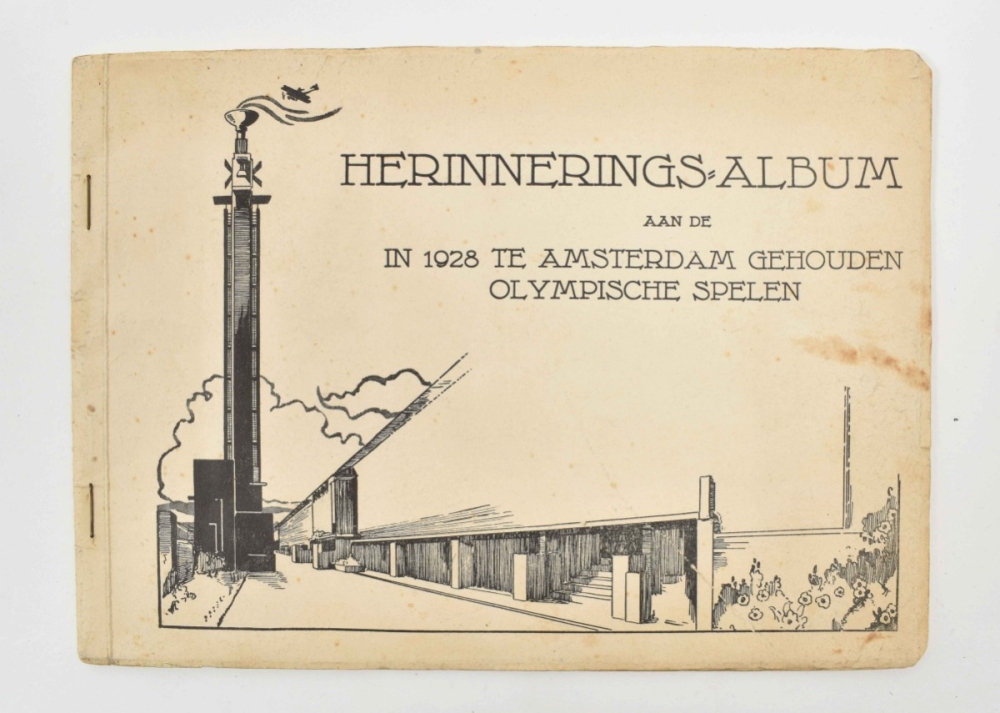 HERINNERINGS=ALBUM
AAN DE
IN 1928 TE AMSTERDAM GEHOUDEN
OLYMPISCHE SPELEN